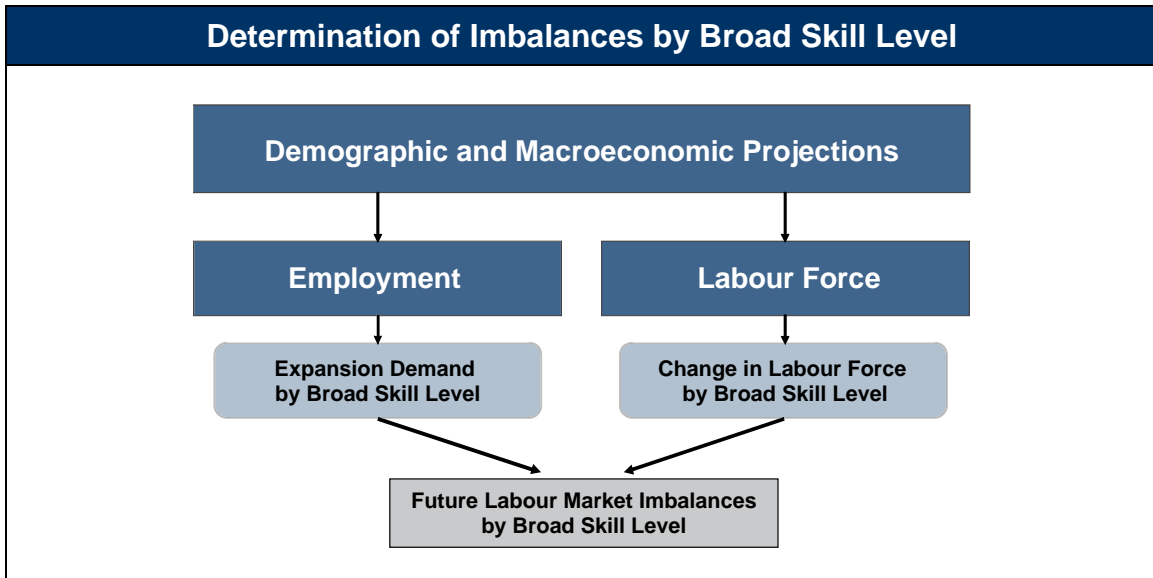 Determination of Imbalances by Broad Skill Level
Demographic and Macroeconomic Projections
Employment
Labour Force
Expansion Demand
by Broad Skill Level
Change in Labour Force
by Broad Skill Level
Future Labour Market Imbalances
by Broad Skill Level